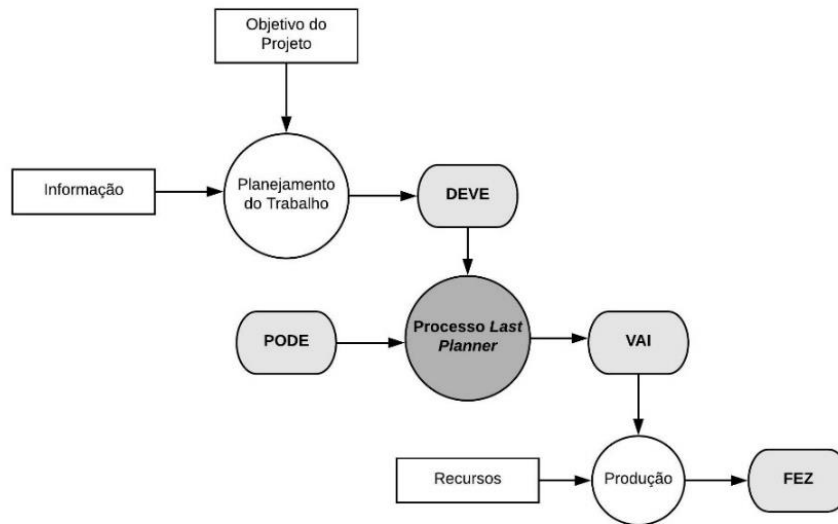 Objetivo do
Projeto
Informação
Planejamento
do Trabalho
DEVE
PODE
Processo Last
Planner
VAI
Recursos
Produção
FEZ